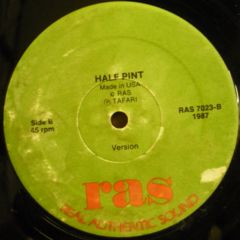 HALF PINT
Made in USA
© RAS
℗ TAFARI
Side B
45 rpm
RAS 7023-B
1987
Version
ras
REAL AUTHENTIC SOUND